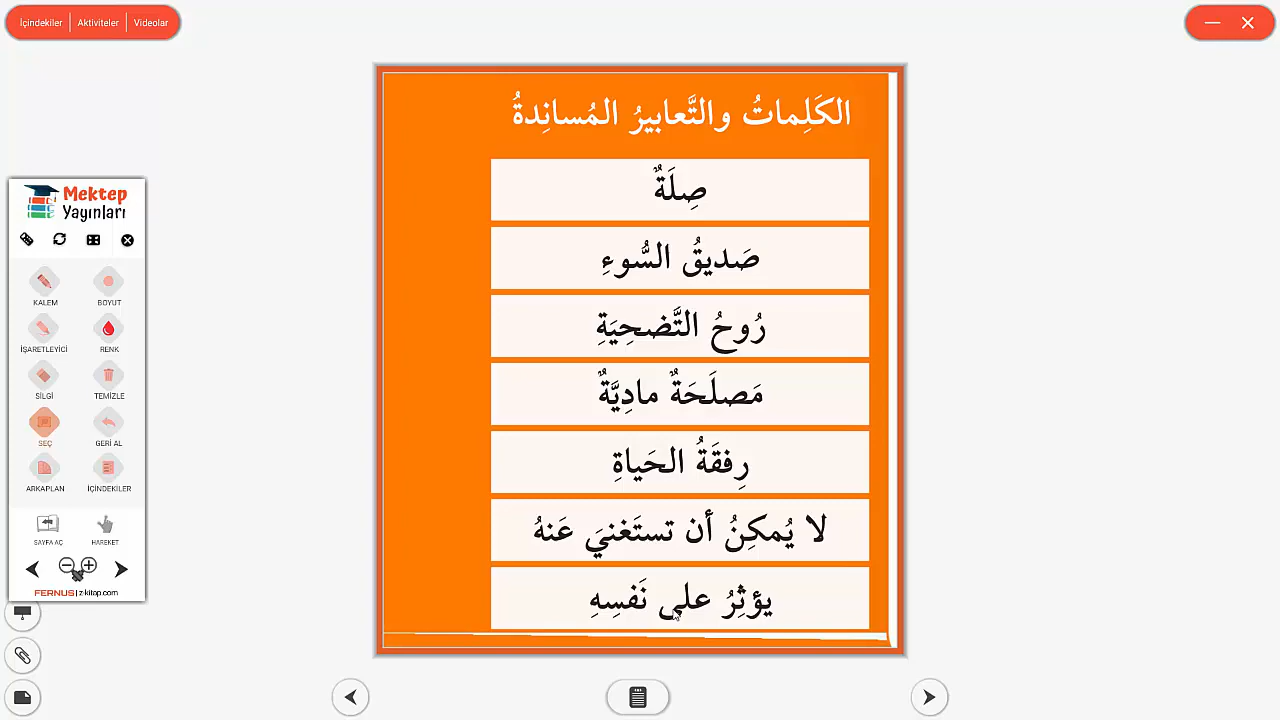 İçindekiler
Aktiviteler
Videolar
Mektep
Yayınları
KALEM
BOYUT
İŞARETLEYİCİ
RENK
SİLGİ
TEMİZLE
SEÇ
GERİ AL
ARKAPLAN
İÇİNDEKİLER
SAYFA AÇ
HAREKET
FERNUS | z-kitap.com
الكَلِماتُ والتَّعابيرُ المُسانِدةُ
صِلَةٌ
صَديقُ السُّوءِ
رُوحُ التَّضحِيَةِ
مَصلَحَةٌ مادِيَّةٌ
رِفقَةُ الحَياةِ
لا يُمكِنُ أن تستَغنيَ عَنهُ
يؤثِرُ على نَفسِهِ